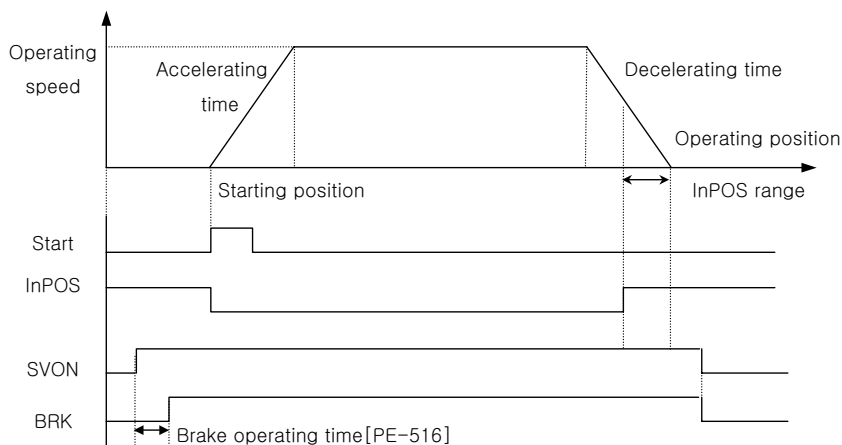 Operating
speed
Accelerating
time
Decelerating time
Operating position
Starting position
InPOS range
Start
InPOS
SVON
BRK
Brake operating time[PE-516]